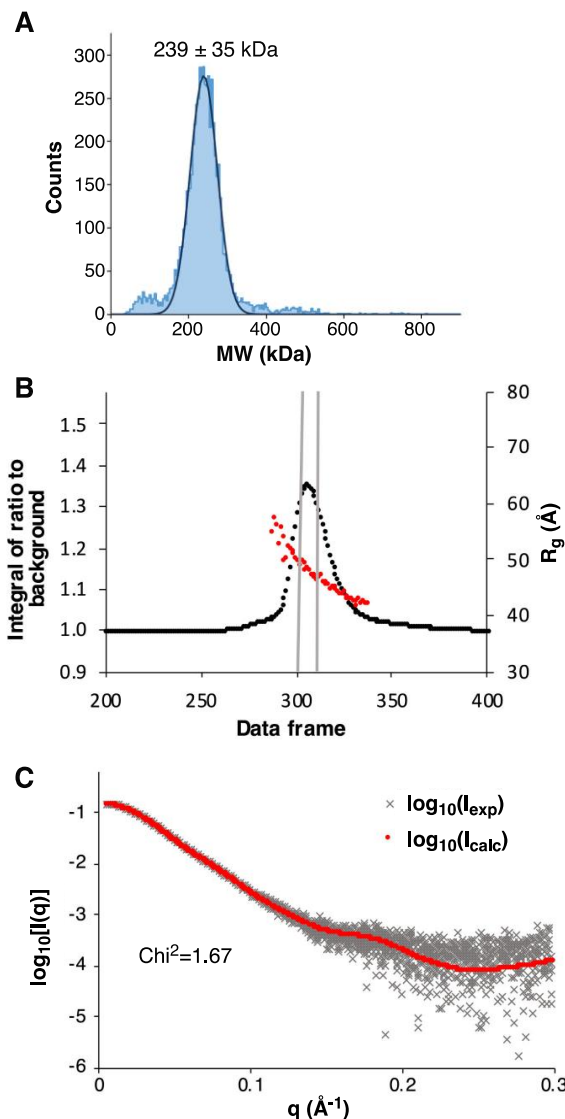 A
239 ± 35 kDa
300
250
200
150
100
50
0
Counts
0 200 400 600 800
MW (kDa)
B
1.5
1.4
1.3
1.2
1.1
1.0
0.9
Integral of ratio to
background
80
70
60
50
40
30
Rg (Å)
200 250 300 350 400
Data frame
C
log10(Iexp)
log10(Icalc)
-1
-2
-3
-4
-5
-6
log10[I(q)]
Chi²=1.67
0 0.1 0.2 0.3
q (Å-1)